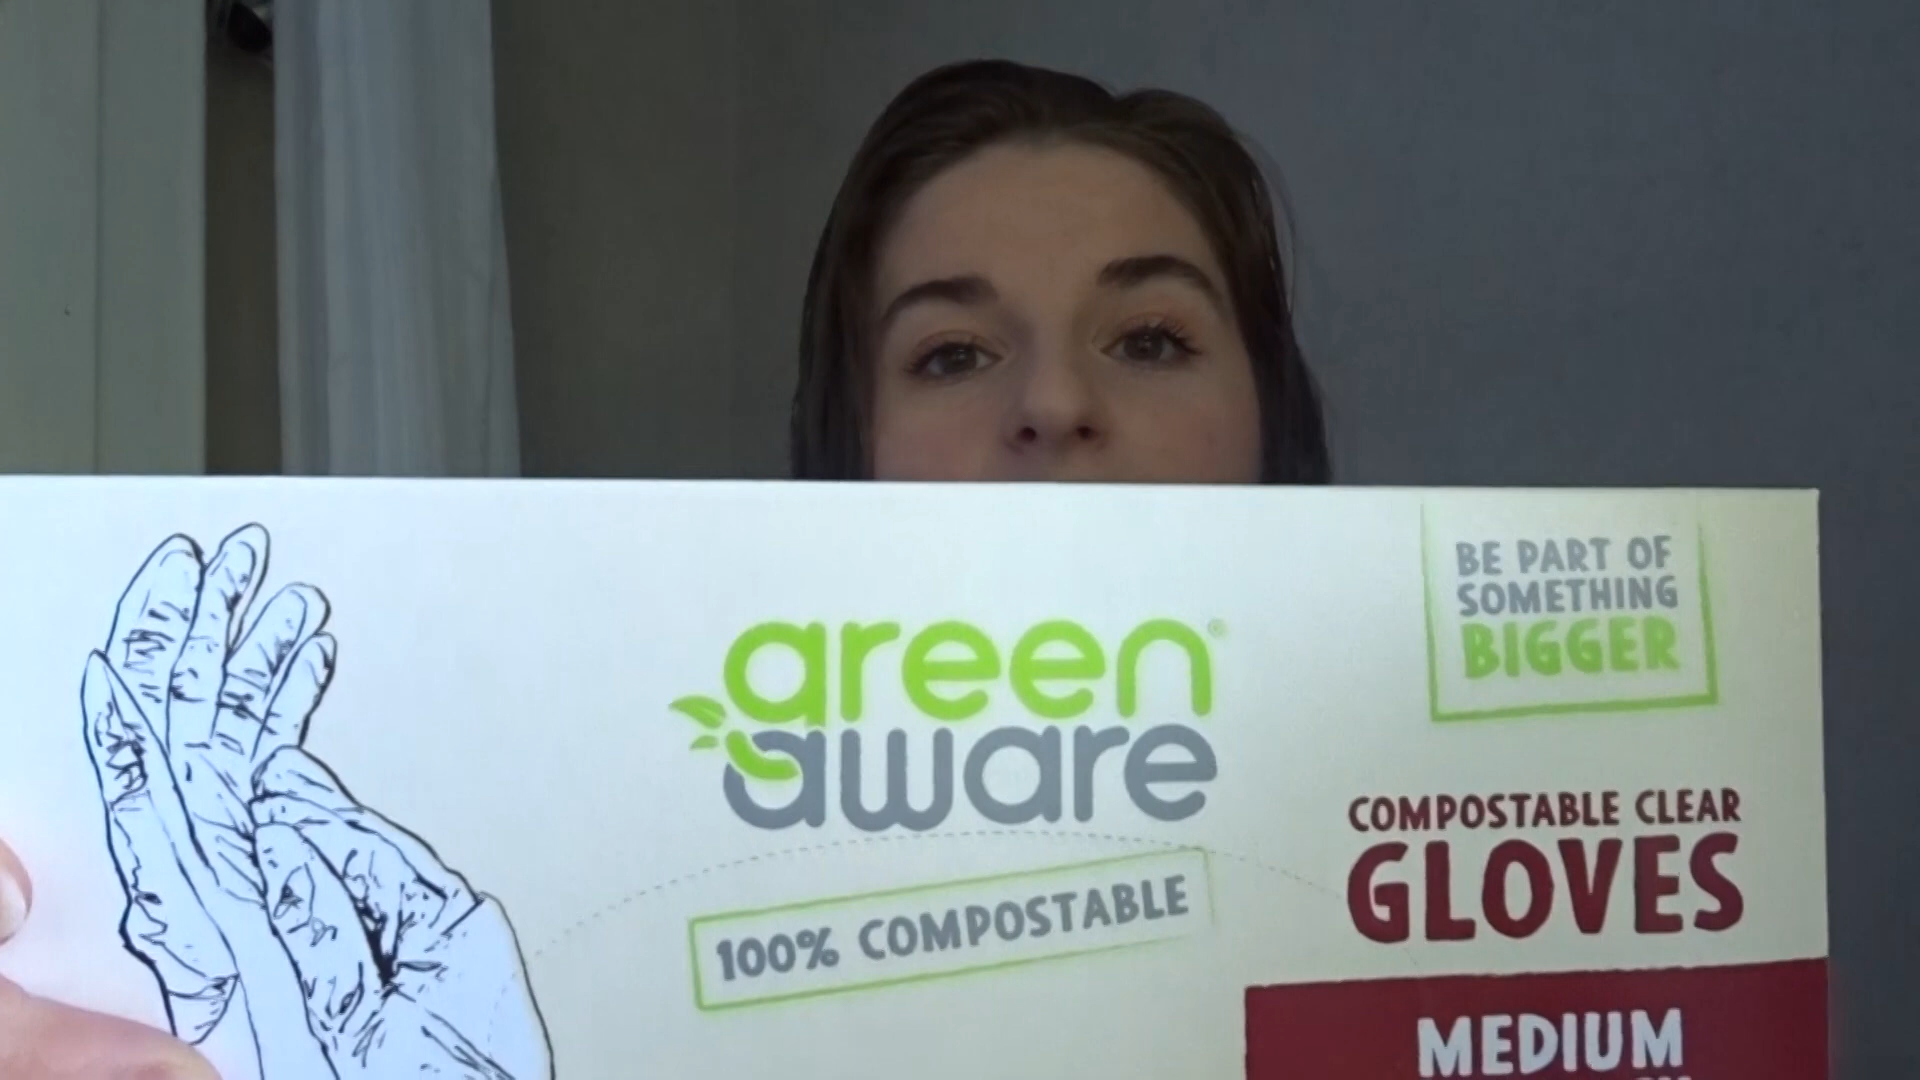 BE PART OF
SOMETHING
BIGGER
green®
aware
COMPOSTABLE CLEAR
GLOVES
100% COMPOSTABLE
MEDIUM